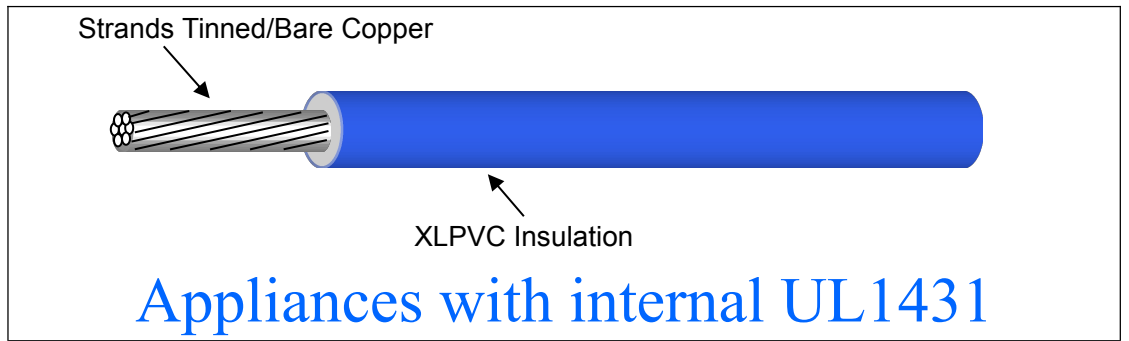 Strands Tinned/Bare Copper
XLPVC Insulation
Appliances with internal UL1431